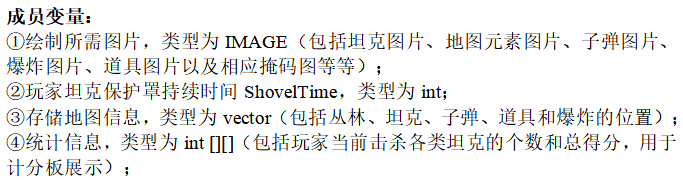 成员变量：
①绘制所需图片，类型为 IMAGE（包括坦克图片、地图元素图片、子弹图片、
爆炸图片、道具图片以及相应掩码图等等）；
②玩家坦克保护罩持续时间 ShovelTime，类型为 int；
③存储地图信息，类型为 vector（包括丛林、坦克、子弹、道具和爆炸的位置）；
④统计信息，类型为 int [][]（包括玩家当前击杀各类坦克的个数和总得分，用于
计分板展示）；